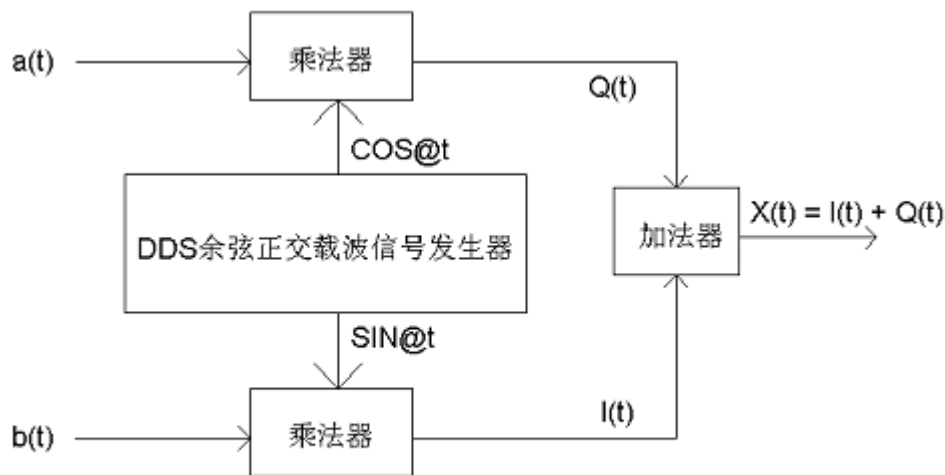 a(t)
乘法器
Q(t)
COS@t
DDS余弦正交载波信号发生器
加法器
X(t) = I(t) + Q(t)
SIN@t
b(t)
乘法器
I(t)